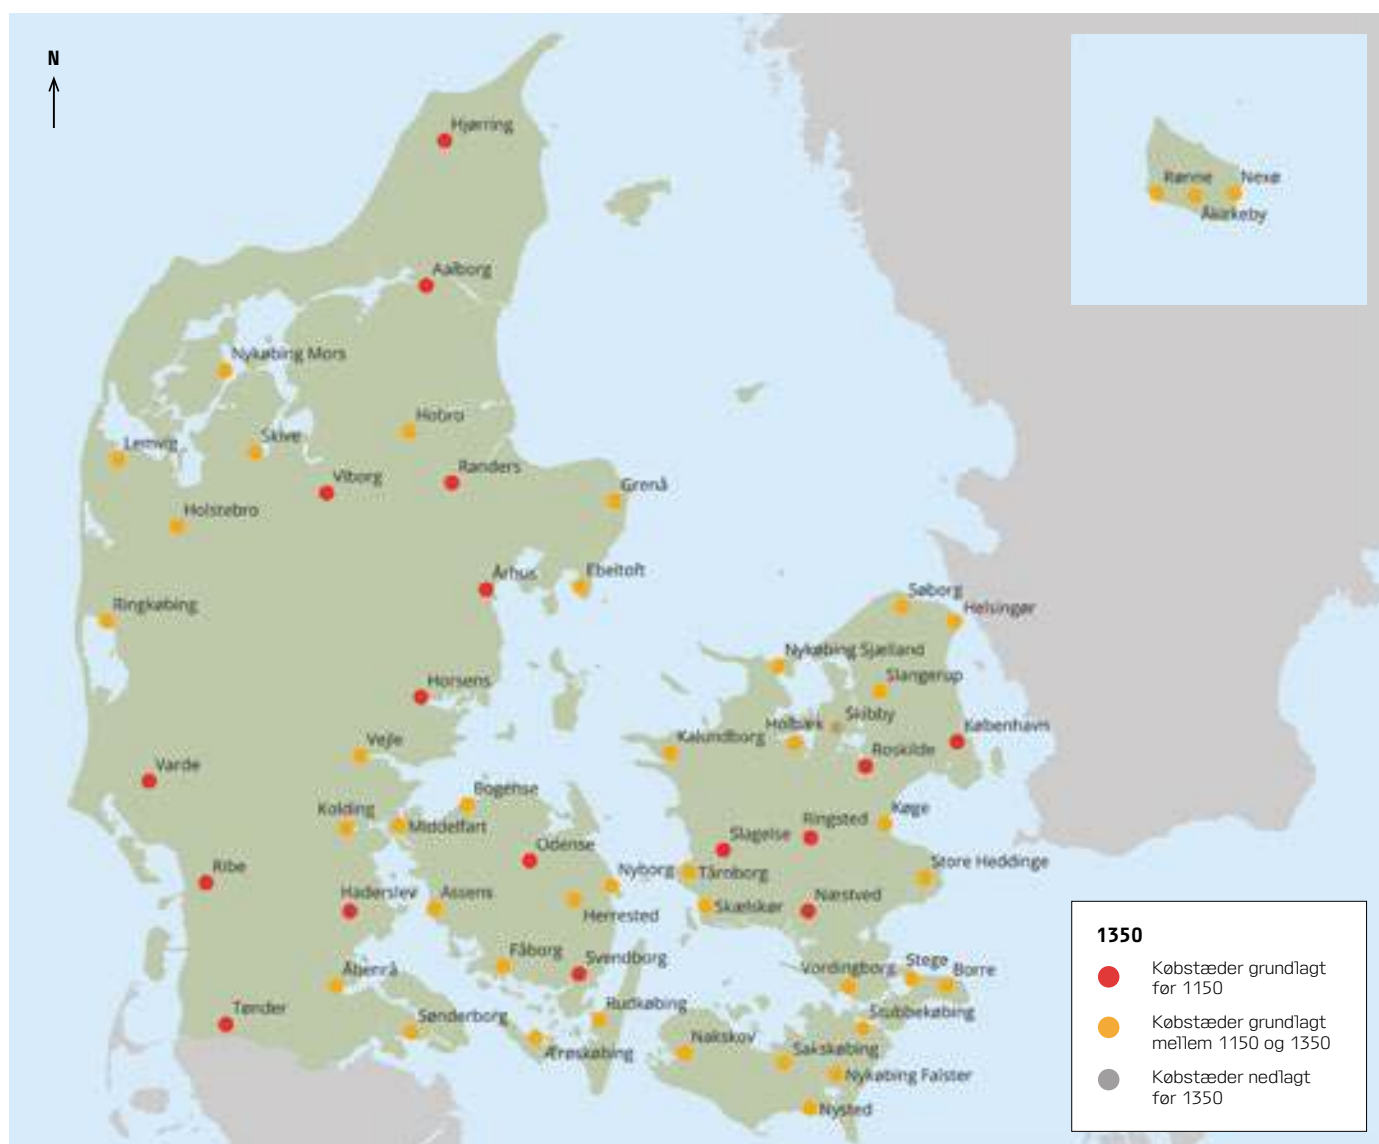 N
Hjørring
Rønne
Nexø
Åkirkeby
Aalborg
Nykøbing Mors
Hobro
Lemvig
Skive
Viborg
Randers
Grenå
Holstebro
Århus
Ebeltoft
Ringkøbing
Søborg
Helsingør
Nykøbing Sjælland
Horsens
Slangerup
Holbæk
Skibby
København
Vejle
Kalundborg
Roskilde
Varde
Bogense
Kolding
Middelfart
Ringsted
Køge
Slagelse
Odense
Store Heddinge
Ribe
Nyborg
Tårnborg
Haderslev
Assens
Næstved
Skælskør
Herrested
Fåborg
Svendborg
Åbenrå
Vordingborg
Stege
Borre
Tønder
Rudkøbing
Stubbekøbing
Sønderborg
Nakskov
Sakskøbing
Ærøskøbing
Nykøbing Falster
Nysted
1350
Købstæder grundlagt
før 1150
Købstæder grundlagt
mellem 1150 og 1350
Købstæder nedlagt
før 1350